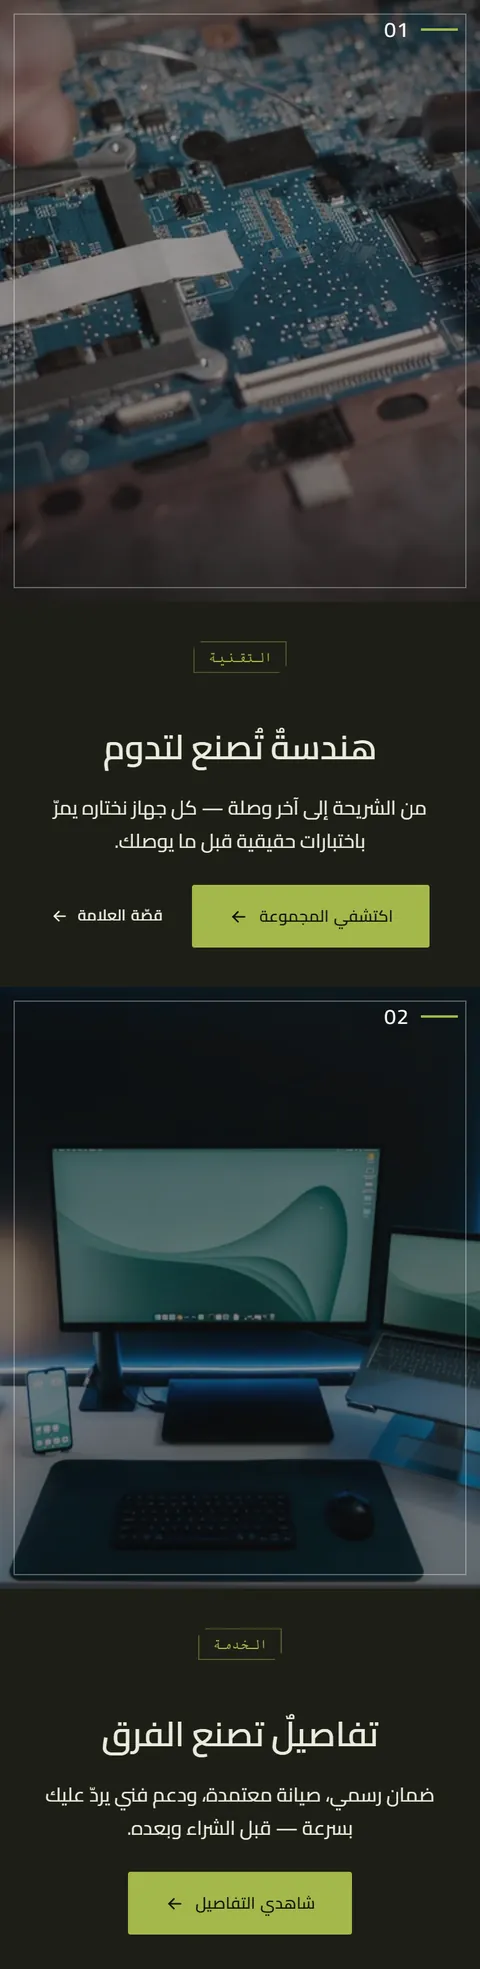 01
التقنية
هندسةٌ تُصنع لتدوم
من الشريحة إلى آخر وصلة — كل جهاز نختاره يمرّ
باختبارات حقيقية قبل ما يوصلك.
اكتشفي المجموعة ←
قصّة العلامة ←
02
الخدمة
تفاصيلٌ تصنع الفرق
ضمان رسمي، صيانة معتمدة، ودعم فني يردّ عليك
بسرعة — قبل الشراء وبعده.
شاهدي التفاصيل ←